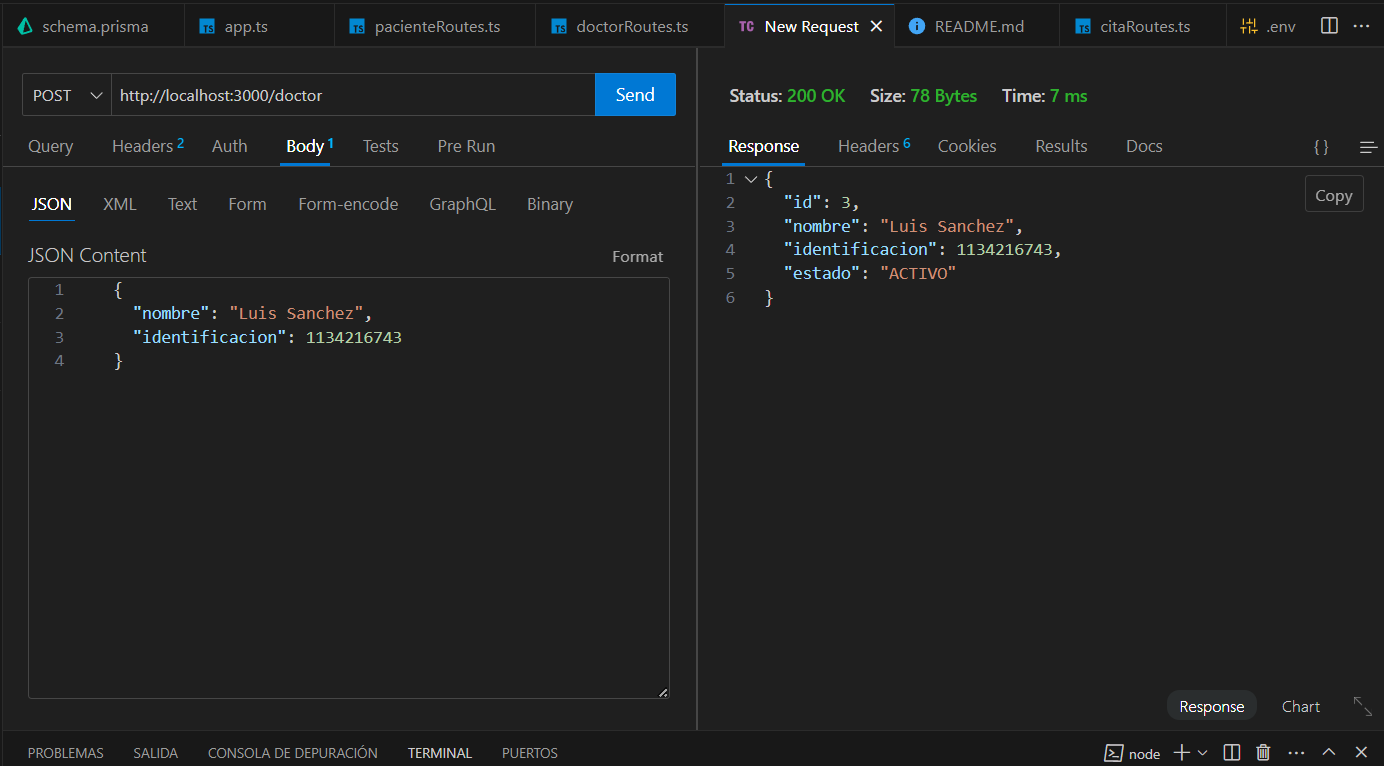 schema.prisma TS app.ts TS pacienteRoutes.ts TS doctorRoutes.ts TC New Request README.md TS citaRoutes.ts .env
POST http://localhost:3000/doctor Send
Query Headers 2 Auth Body 1 Tests Pre Run
JSON XML Text Form Form-encode GraphQL Binary
JSON Content Format
1 {
2 "nombre": "Luis Sanchez",
3 "identificacion": 1134216743
4 }
Status: 200 OK Size: 78 Bytes Time: 7 ms
Response Headers 6 Cookies Results Docs { }
Copy
1 {
2 "id": 3,
3 "nombre": "Luis Sanchez",
4 "identificacion": 1134216743,
5 "estado": "ACTIVO"
6 }
Response Chart
PROBLEMAS SALIDA CONSOLA DE DEPURACIÓN TERMINAL PUERTOS node